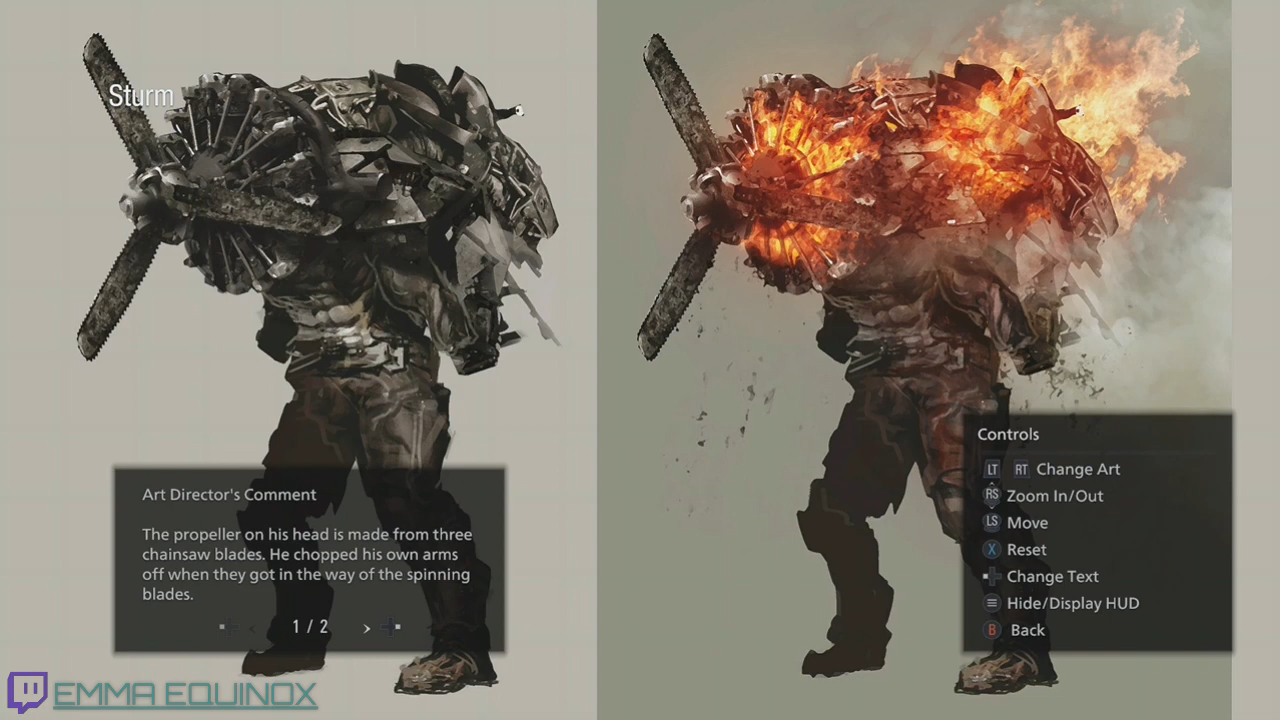 Sturm
Art Director's Comment
The propeller on his head is made from three
chainsaw blades. He chopped his own arms
off when they got in the way of the spinning
blades.
< 1 / 2 >
Controls
LT RT Change Art
RS Zoom In/Out
LS Move
X Reset
Change Text
Hide/Display HUD
B Back
EMMA EQUINOX